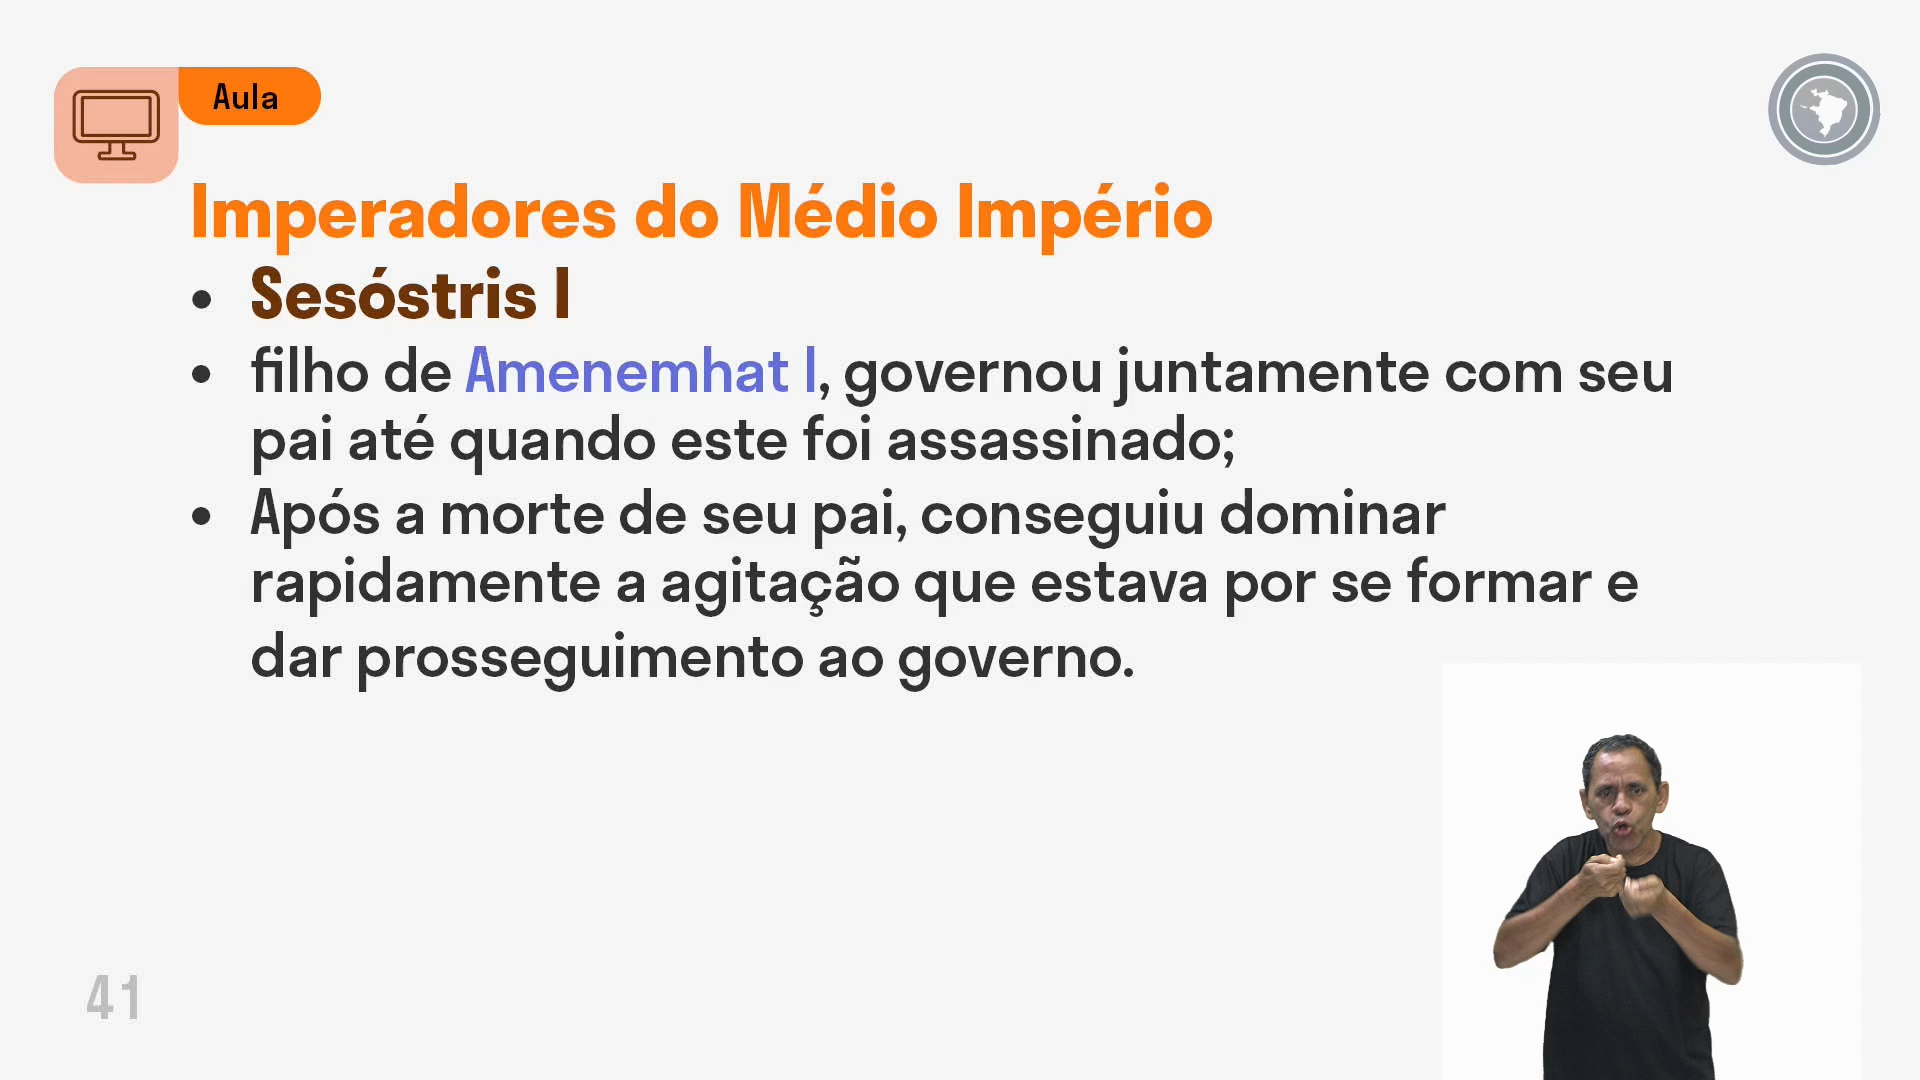 Aula
Imperadores do Médio Império
• Sesóstris I
• filho de Amenemhat I, governou juntamente com seu
pai até quando este foi assassinado;
• Após a morte de seu pai, conseguiu dominar
rapidamente a agitação que estava por se formar e
dar prosseguimento ao governo.
41